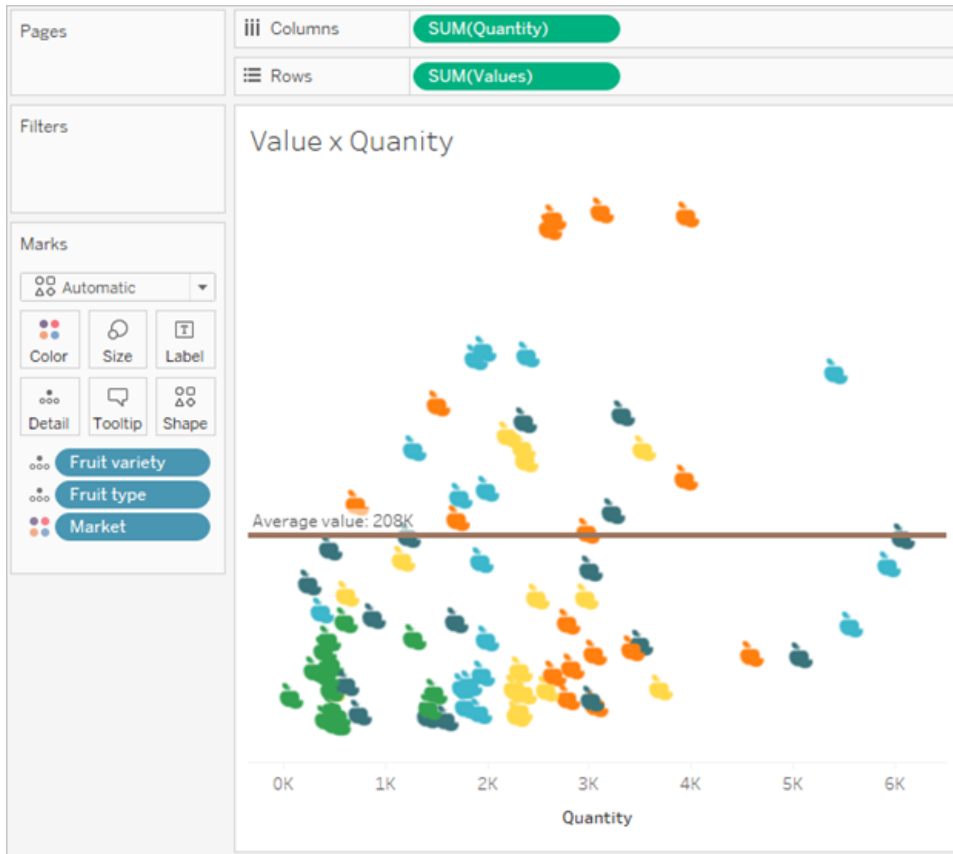 Pages
Columns
SUM(Quantity)
Rows
SUM(Values)
Filters
Value x Quanity
Marks
Automatic
Color
Size
Label
Detail
Tooltip
Shape
Fruit variety
Fruit type
Market
Average value: 208K
0K
1K
2K
3K
4K
5K
6K
Quantity